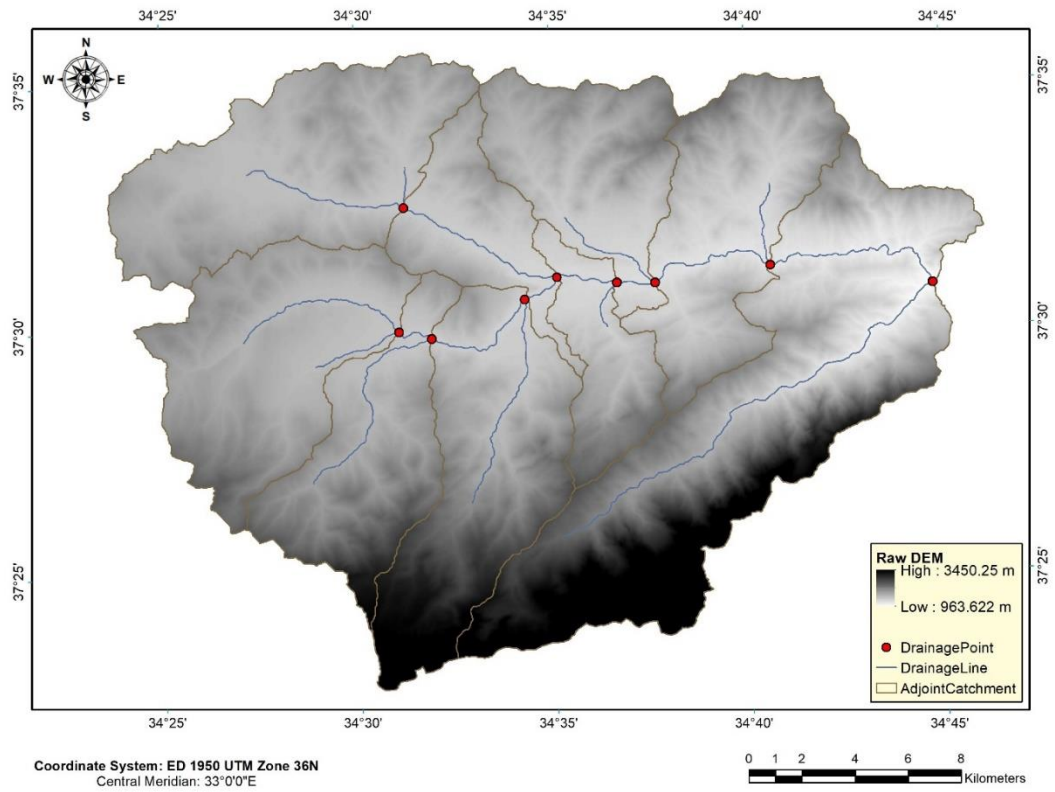 34°25' 34°30' 34°35' 34°40' 34°45'
N
W E
S
37°35' 37°35'
37°30' 37°30'
37°25' 37°25'
Raw DEM
High : 3450.25 m
Low : 963.622 m
DrainagePoint
DrainageLine
AdjointCatchment
34°25' 34°30' 34°35' 34°40' 34°45'
Coordinate System: ED 1950 UTM Zone 36N
Central Meridian: 33°0'0"E
0 1 2 4 6 8
Kilometers